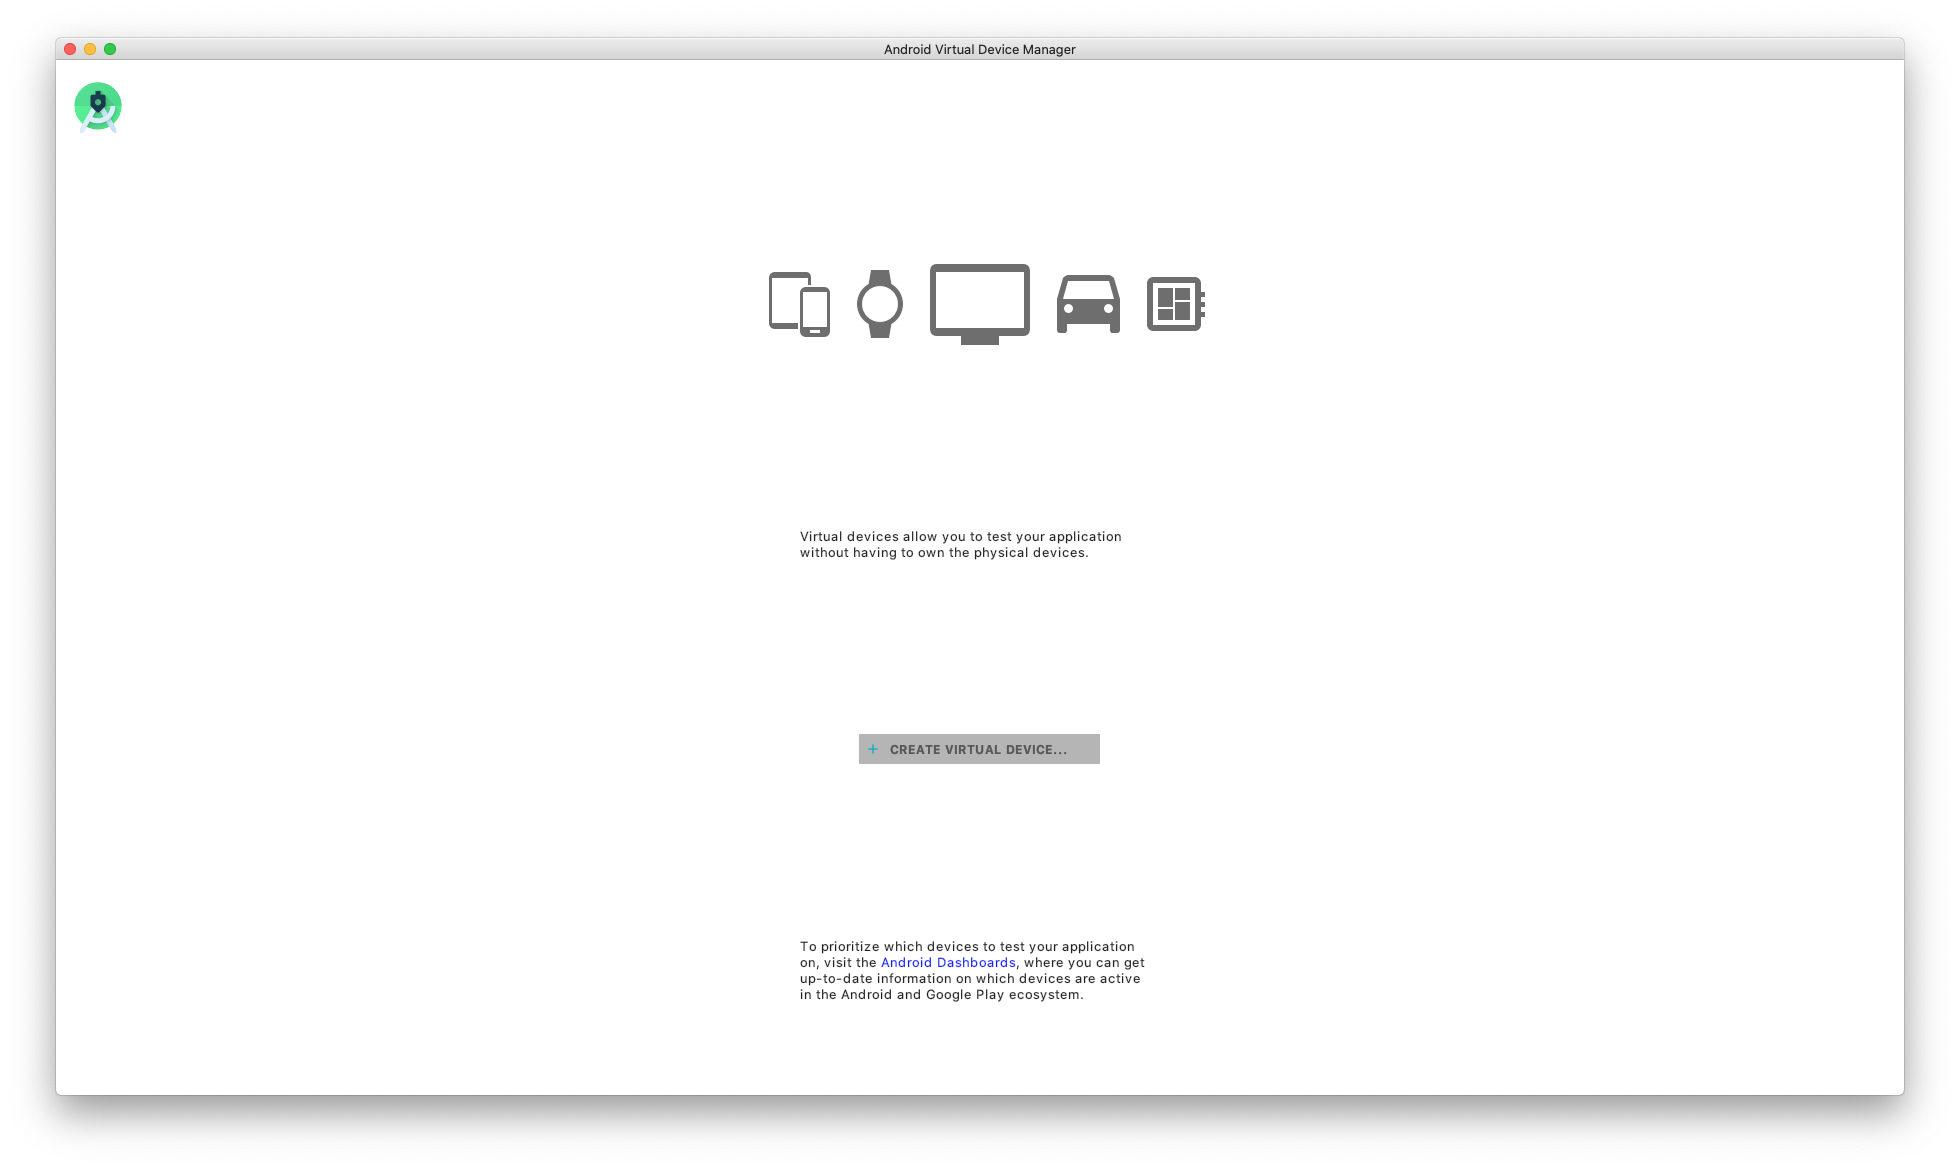 Android Virtual Device Manager
Virtual devices allow you to test your application
without having to own the physical devices.
+ CREATE VIRTUAL DEVICE...
To prioritize which devices to test your application
on, visit the Android Dashboards, where you can get
up-to-date information on which devices are active
in the Android and Google Play ecosystem.